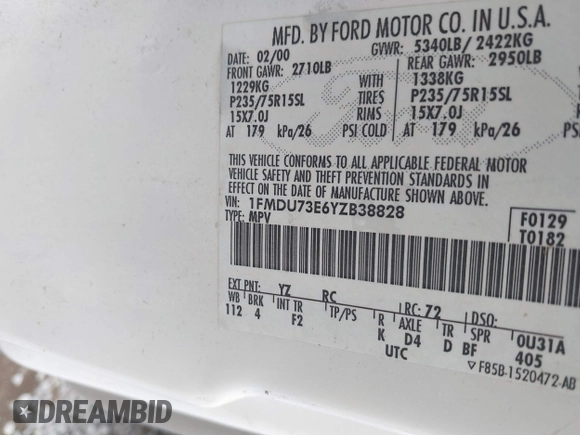 MFD. BY FORD MOTOR CO. IN U.S.A.
DATE: 02/00 GVWR: 5340LB/ 2422KG
FRONT GAWR: 2710LB REAR GAWR: 2950LB
1229KG WITH 1338KG
P235/75R15SL TIRES P235/75R15SL
15X7.0J RIMS 15X7.0J
AT 179 kPa/26 PSI COLD AT 179 kPa/26
THIS VEHICLE CONFORMS TO ALL APPLICABLE FEDERAL MOTOR
VEHICLE SAFETY AND THEFT PREVENTION STANDARDS IN
EFFECT ON THE DATE OF MANUFACTURE SHOWN ABOVE.
VIN: 1FMDU73E6YZB38828 F0129
TYPE: MPV T0182
EXT PNT: YZ RC RC: 72 DSO:
WB BRK INT TR TP/PS R AXLE TR SPR 0U31A
112 4 F2 K D4 D BF 405
UTC ▽ F85B-1520472-AB
DREAMBID